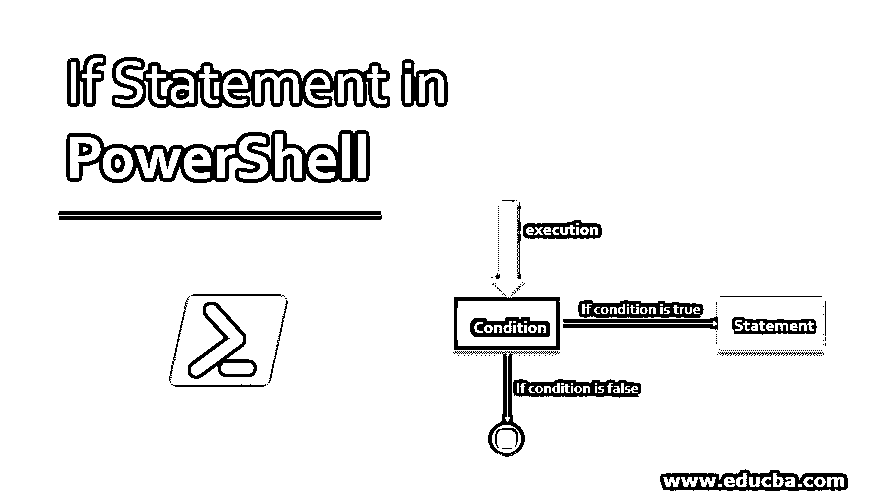 If Statement in
PowerShell
execution
Condition
If condition is true
Statement
If condition is false
www.educba.com